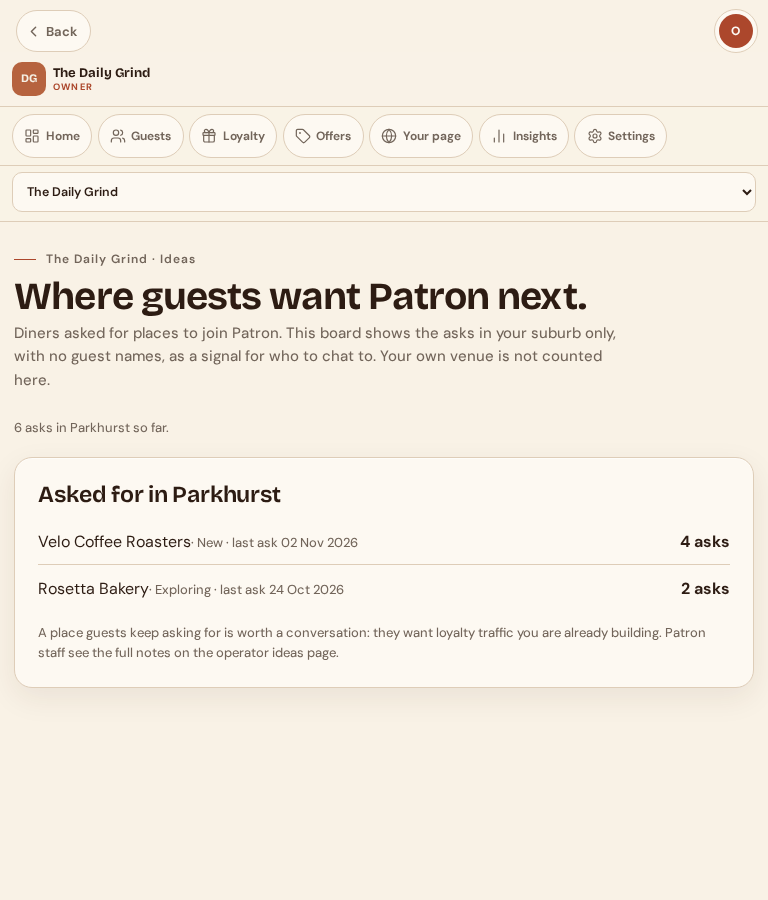 Back
O
DG
The Daily Grind
OWNER
Home
Guests
Loyalty
Offers
Your page
Insights
Settings
The Daily Grind
The Daily Grind · Ideas
Where guests want Patron next.
Diners asked for places to join Patron. This board shows the asks in your suburb only,
with no guest names, as a signal for who to chat to. Your own venue is not counted
here.
6 asks in Parkhurst so far.
Asked for in Parkhurst
Velo Coffee Roasters · New · last ask 02 Nov 2026
4 asks
Rosetta Bakery · Exploring · last ask 24 Oct 2026
2 asks
A place guests keep asking for is worth a conversation: they want loyalty traffic you are already building. Patron
staff see the full notes on the operator ideas page.